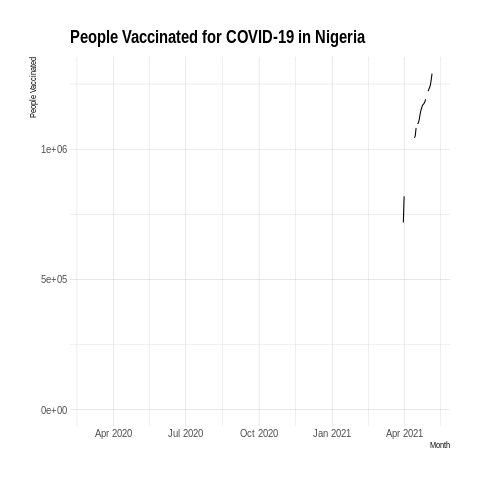 People Vaccinated for COVID-19 in Nigeria
People Vaccinated
1e+06
5e+05
0e+00
Apr 2020 Jul 2020 Oct 2020 Jan 2021 Apr 2021
Month